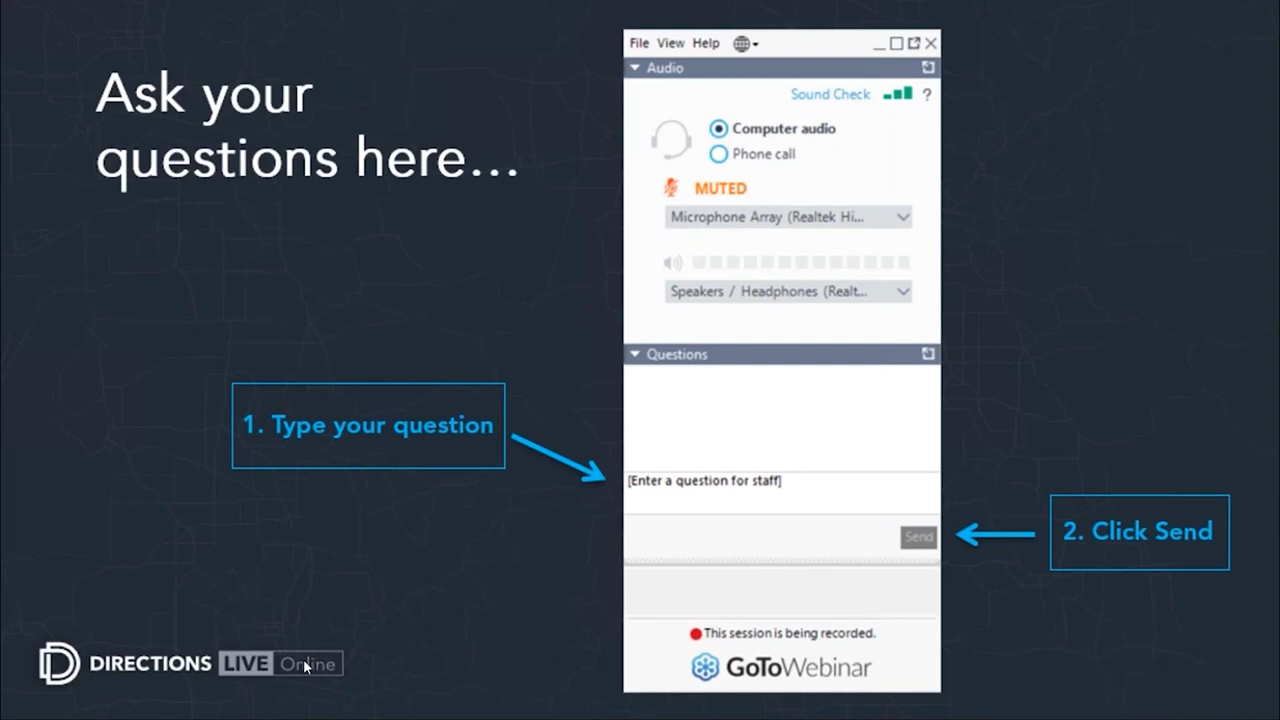 Ask your
questions here...
File View Help
Audio
Sound Check ?
Computer audio
Phone call
MUTED
Microphone Array (Realtek Hi...
Speakers / Headphones (Realt...
Questions
1. Type your question
[Enter a question for staff]
Send
2. Click Send
This session is being recorded.
GoToWebinar
DIRECTIONS LIVE Online